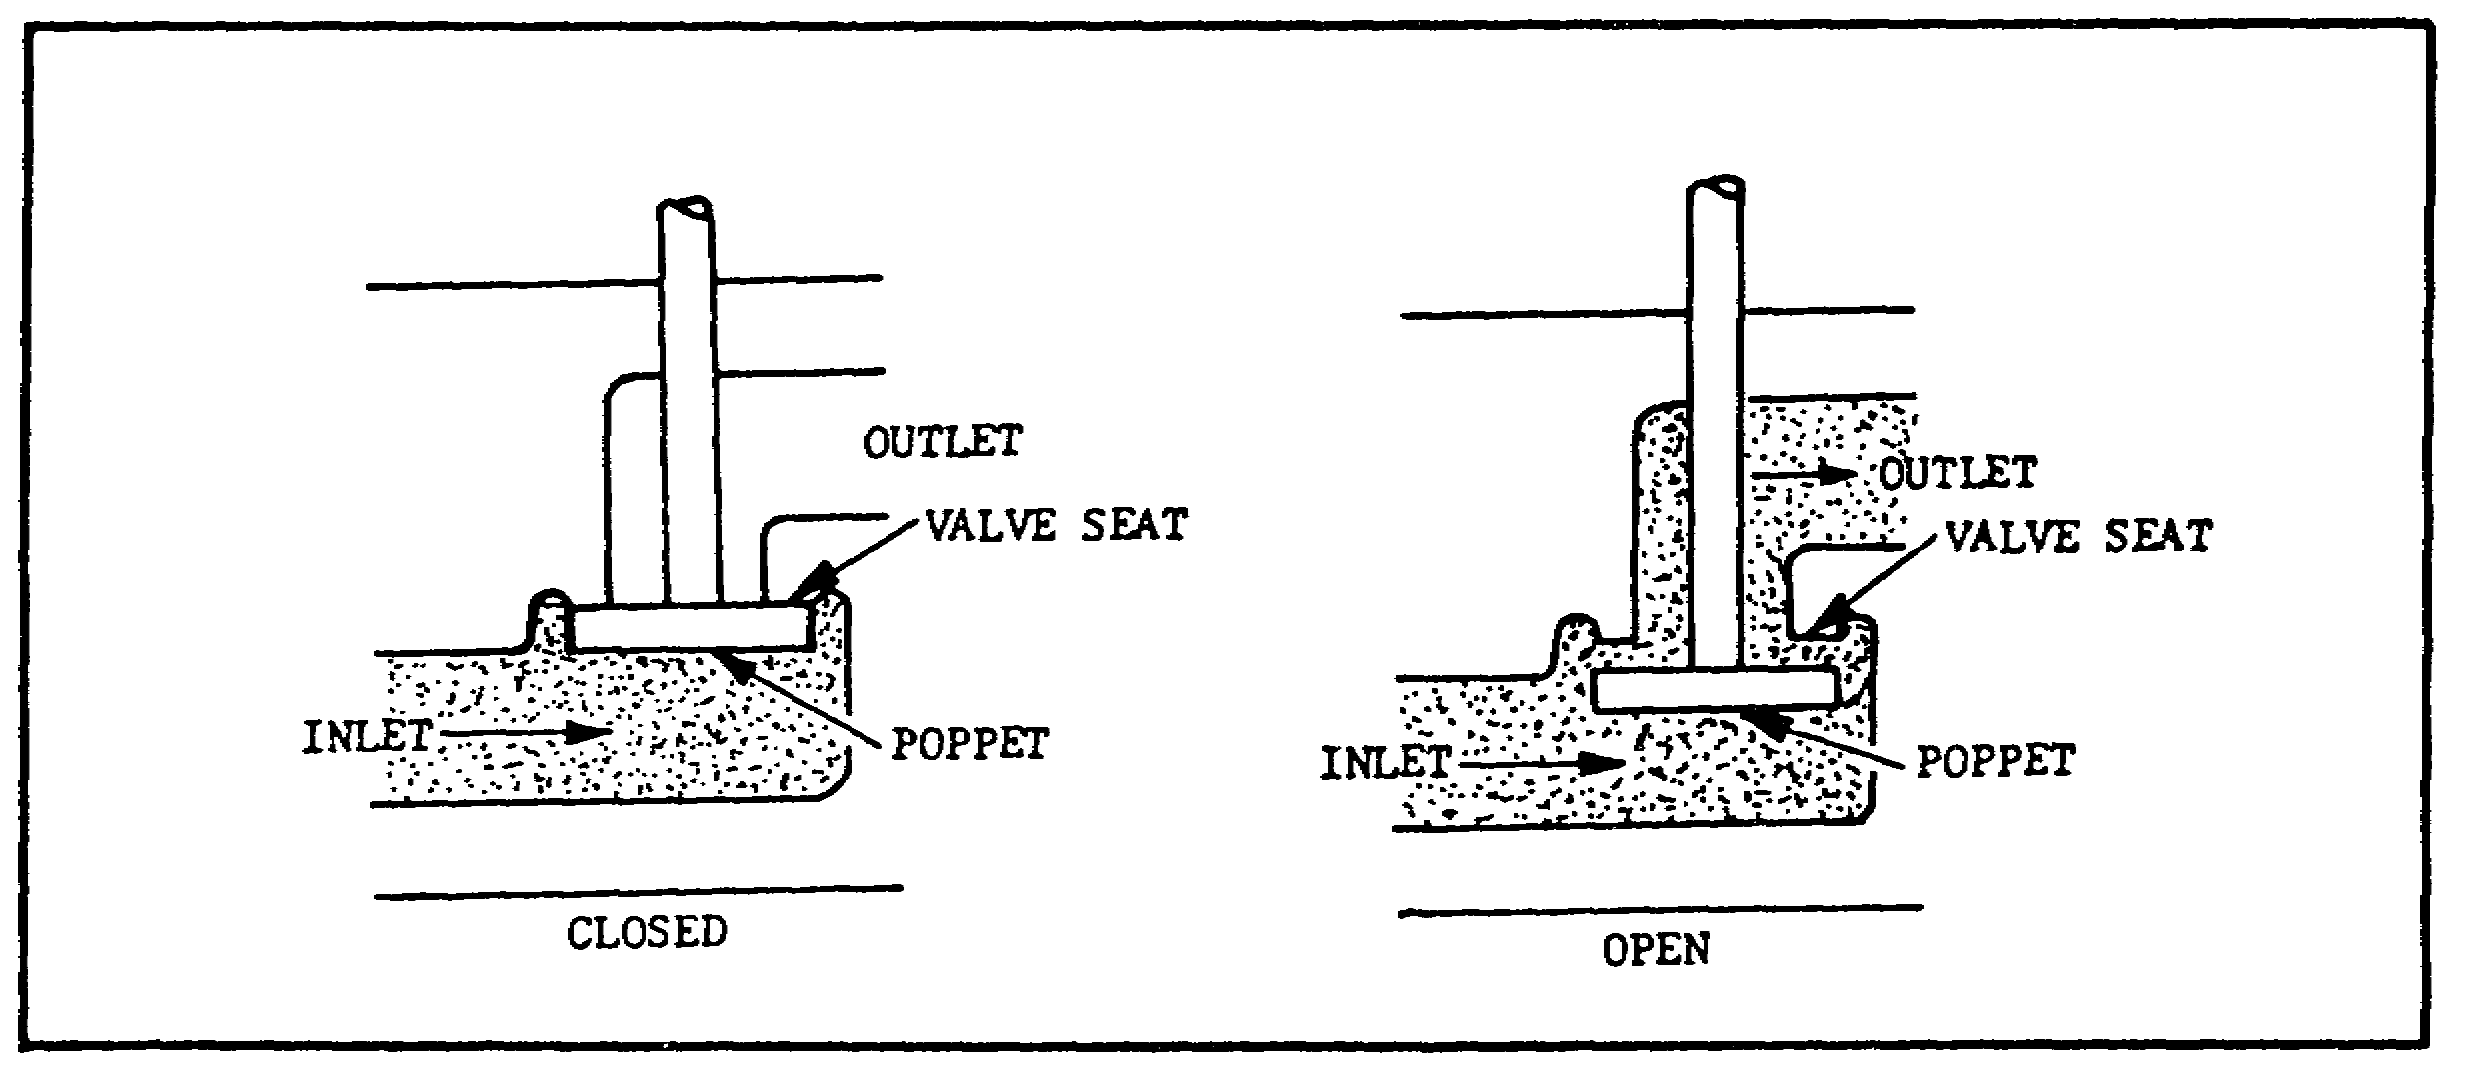 OUTLET
VALVE SEAT
INLET
POPPET
CLOSED
OUTLET
VALVE SEAT
INLET
POPPET
OPEN